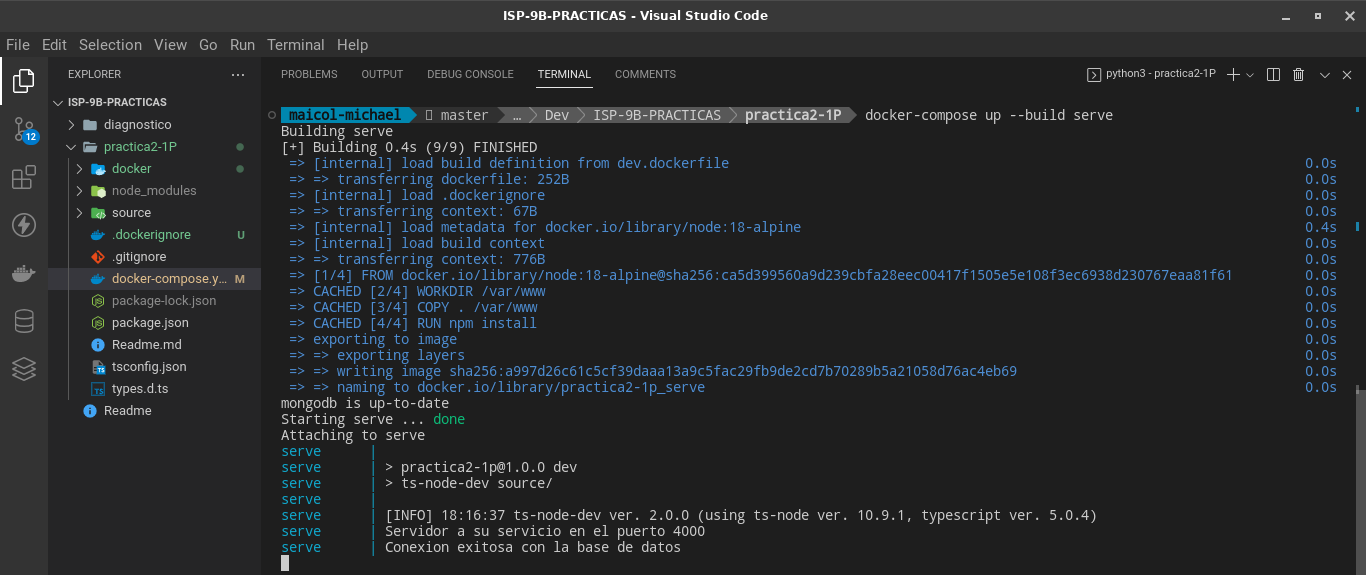 ISP-9B-PRACTICAS - Visual Studio Code
File Edit Selection View Go Run Terminal Help
EXPLORER ...
ISP-9B-PRACTICAS
diagnostico
practica2-1P
docker
node_modules
source
.dockerignore U
.gitignore
docker-compose.y... M
package-lock.json
package.json
Readme.md
tsconfig.json
types.d.ts
Readme
12
PROBLEMS OUTPUT DEBUG CONSOLE TERMINAL COMMENTS
python3 - practica2-1P
maicol-michael master … Dev ISP-9B-PRACTICAS practica2-1P docker-compose up --build serve
Building serve
[+] Building 0.4s (9/9) FINISHED
=> [internal] load build definition from dev.dockerfile 0.0s
=> => transferring dockerfile: 252B 0.0s
=> [internal] load .dockerignore 0.0s
=> => transferring context: 67B 0.0s
=> [internal] load metadata for docker.io/library/node:18-alpine 0.4s
=> [internal] load build context 0.0s
=> => transferring context: 776B 0.0s
=> [1/4] FROM docker.io/library/node:18-alpine@sha256:ca5d399560a9d239cbfa28eec00417f1505e5e108f3ec6938d230767eaa81f61 0.0s
=> CACHED [2/4] WORKDIR /var/www 0.0s
=> CACHED [3/4] COPY . /var/www 0.0s
=> CACHED [4/4] RUN npm install 0.0s
=> exporting to image 0.0s
=> => exporting layers 0.0s
=> => writing image sha256:a997d26c61c5cf39daaa13a9c5fac29fb9de2cd7b70289b5a21058d76ac4eb69 0.0s
=> => naming to docker.io/library/practica2-1p_serve 0.0s
mongodb is up-to-date
Starting serve ... done
Attaching to serve
serve |
serve | > practica2-1p@1.0.0 dev
serve | > ts-node-dev source/
serve |
serve | [INFO] 18:16:37 ts-node-dev ver. 2.0.0 (using ts-node ver. 10.9.1, typescript ver. 5.0.4)
serve | Servidor a su servicio en el puerto 4000
serve | Conexion exitosa con la base de datos